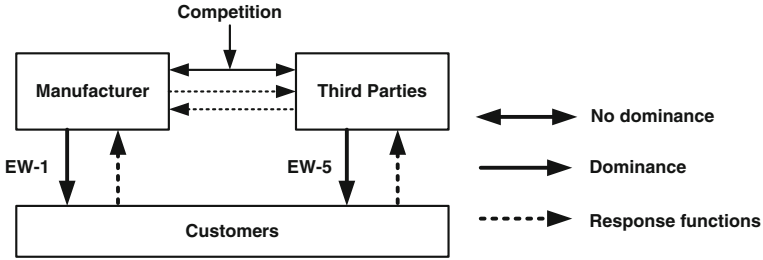 Competition
Manufacturer
Third Parties
No dominance
EW-1
EW-5
Dominance
Customers
Response functions